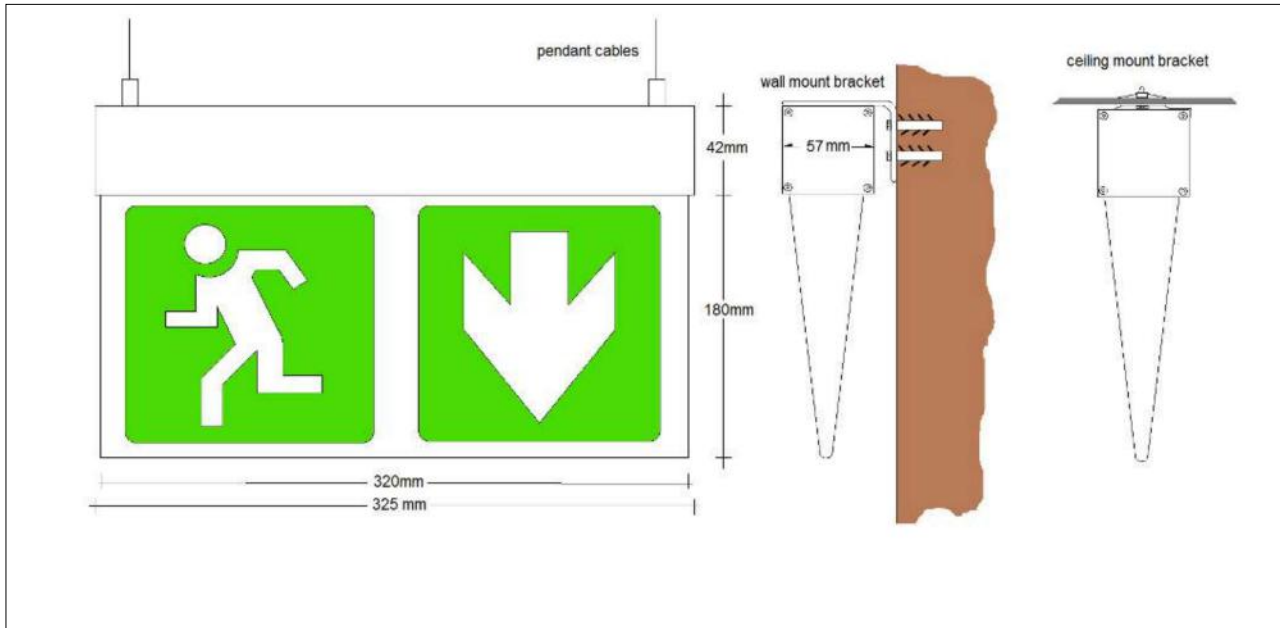 pendant cables
wall mount bracket
ceiling mount bracket
42mm
57 mm
180mm
320mm
325 mm